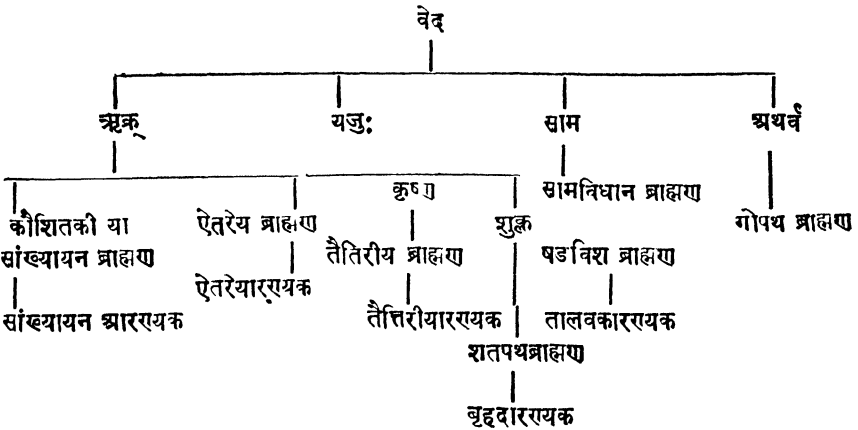 वेद
ऋक् यजुः साम अथर्व
कृष्ण सामविधान ब्राह्मण
कौशितकी या ऐतरेय ब्राह्मण शुक्ल गोपथ ब्राह्मण
सांख्यायन ब्राह्मण तैतिरीय ब्राह्मण षडविश ब्राह्मण
ऐतरेयारण्यक
सांख्यायन आरण्यक तैत्तिरीयारण्यक तालवकारण्यक
शतपथब्राह्मण
बृहदारण्यक